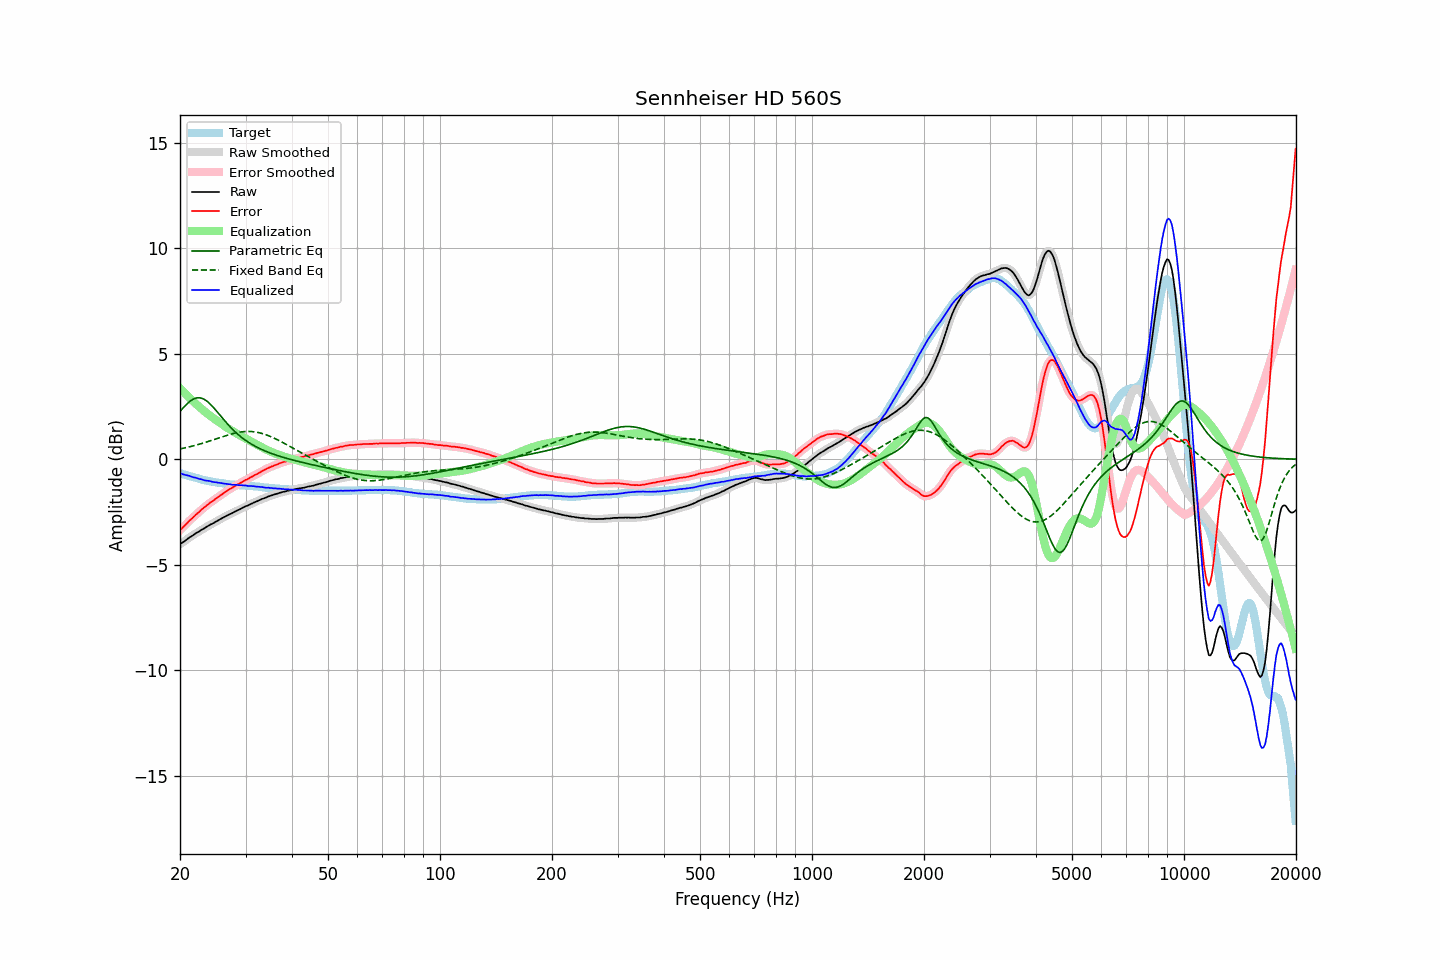 Sennheiser HD 560S
Target
Raw Smoothed
Error Smoothed
Raw
Error
Equalization
Parametric Eq
Fixed Band Eq
Equalized
15
10
5
0
−5
−10
−15
Amplitude (dBr)
20 50 100 200 500 1000 2000 5000 10000 20000
Frequency (Hz)